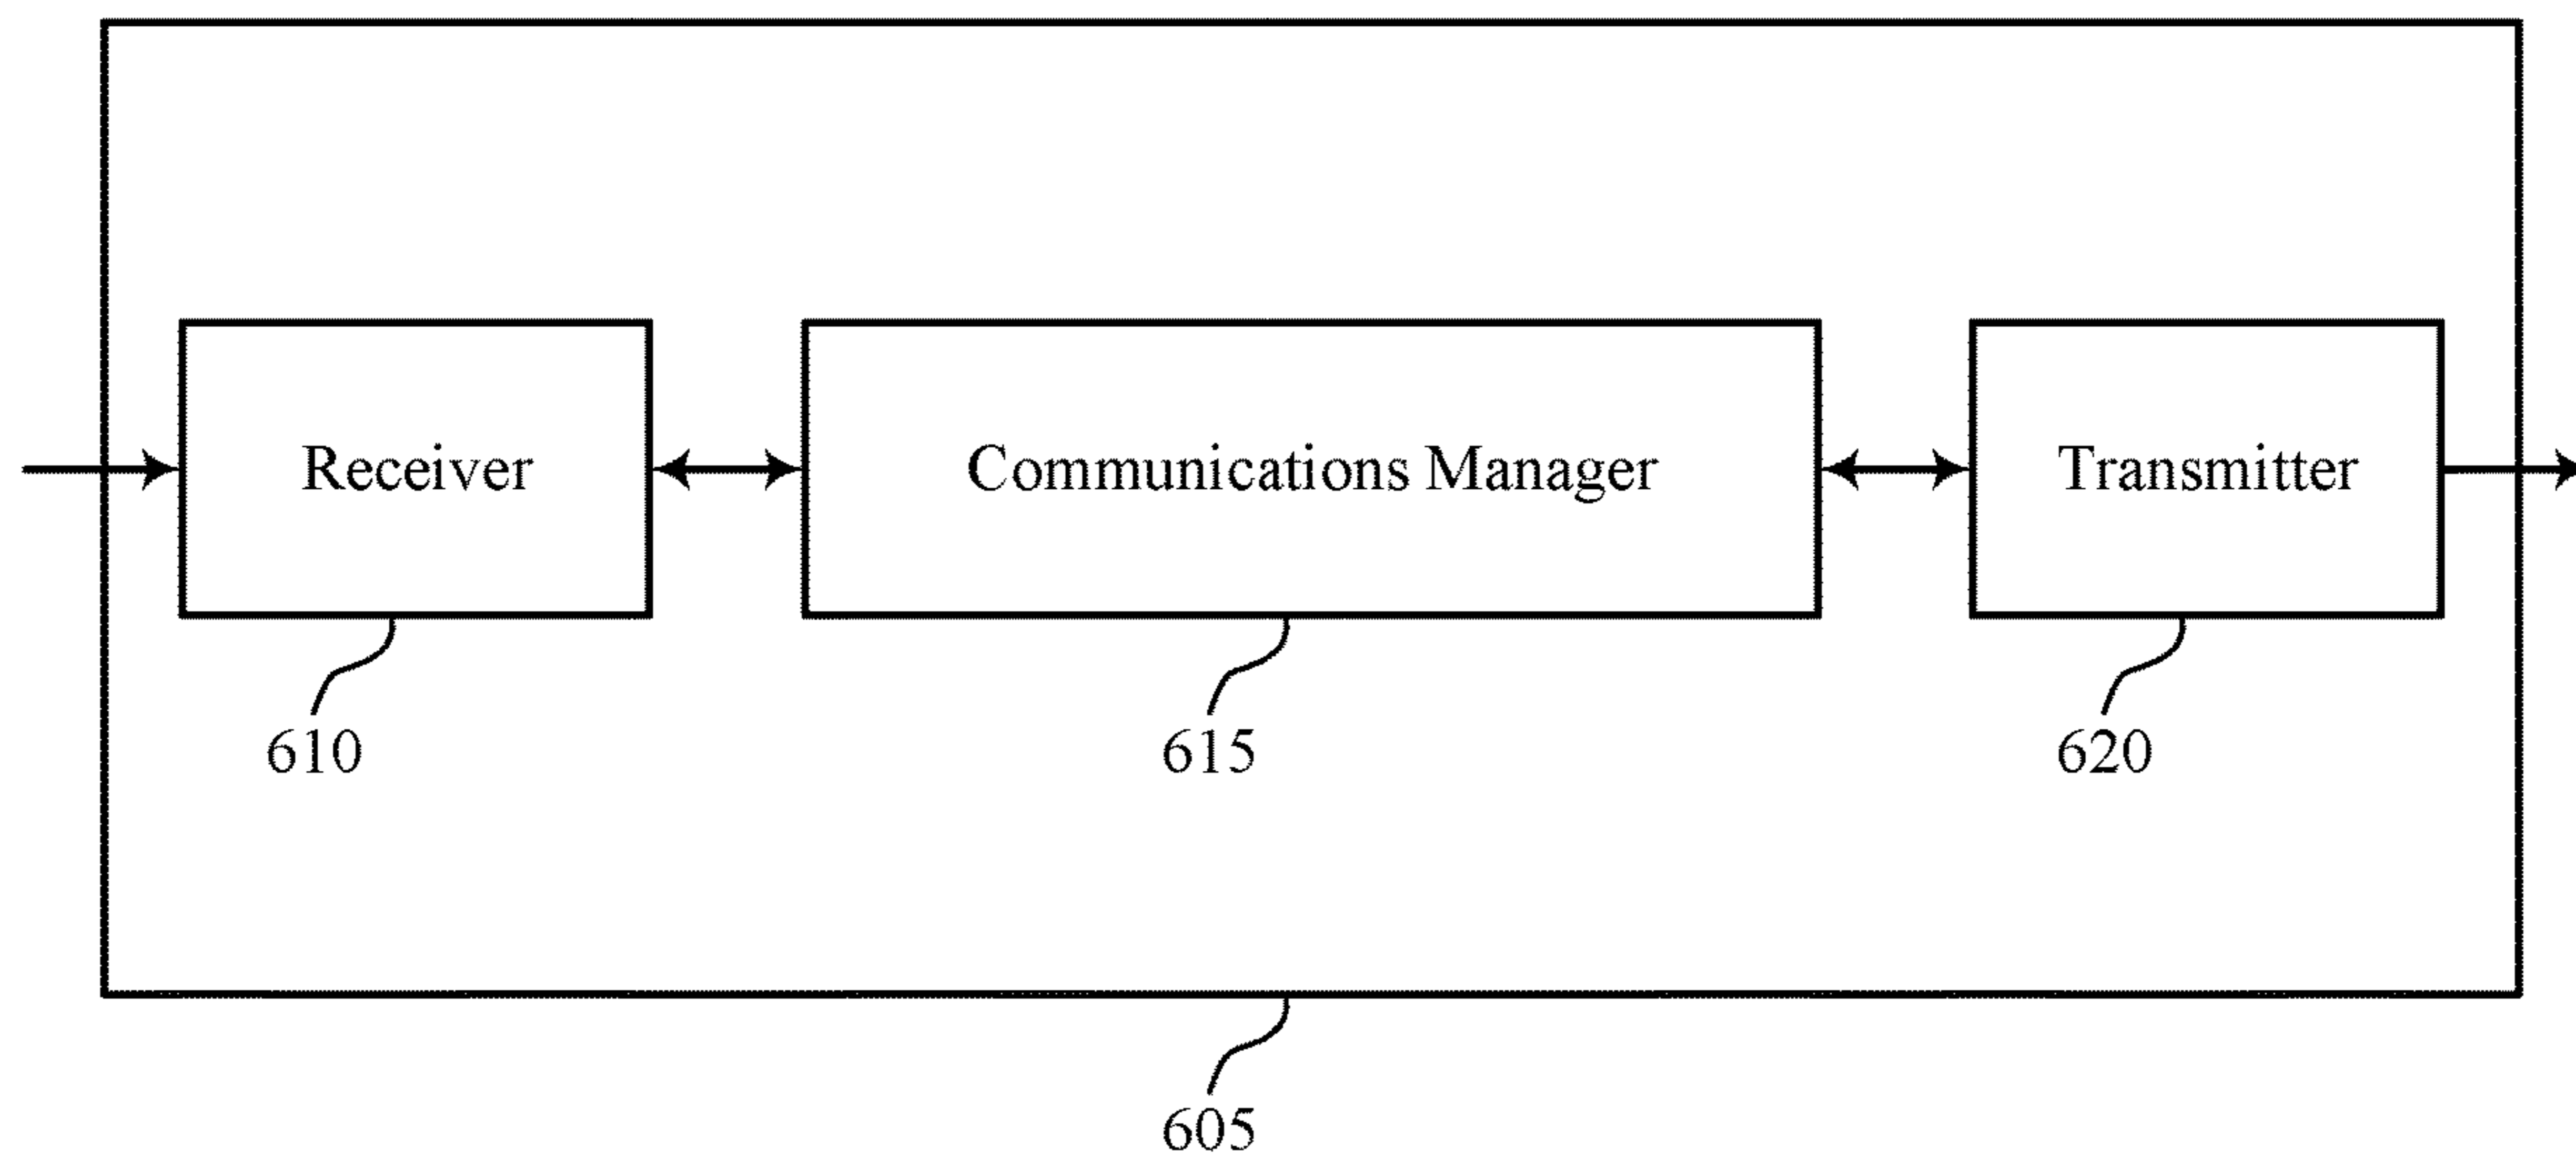 Receiver
Communications Manager
Transmitter
610
615
620
605